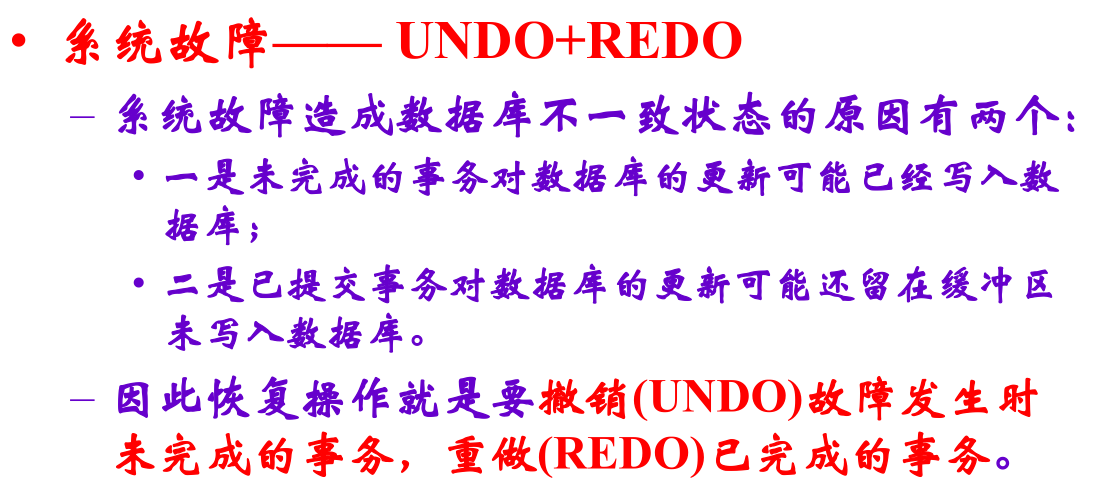 • 系统故障—— UNDO+REDO
– 系统故障造成数据库不一致状态的原因有两个：
• 一是未完成的事务对数据库的更新可能已经写入数
据库；
• 二是已提交事务对数据库的更新可能还留在缓冲区
未写入数据库。
– 因此恢复操作就是要撤销(UNDO)故障发生时
未完成的事务，重做(REDO)已完成的事务。